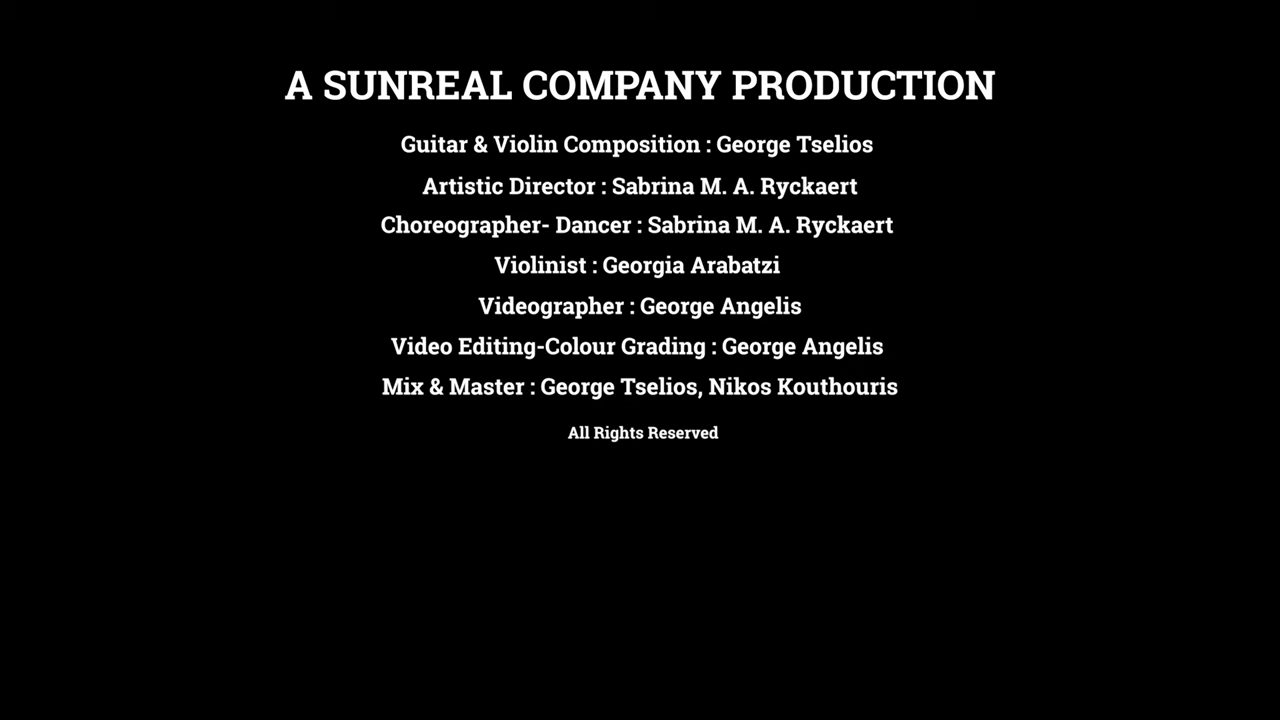 A SUNREAL COMPANY PRODUCTION
Guitar & Violin Composition : George Tselios
Artistic Director : Sabrina M. A. Ryckaert
Choreographer- Dancer : Sabrina M. A. Ryckaert
Violinist : Georgia Arabatzi
Videographer : George Angelis
Video Editing-Colour Grading : George Angelis
Mix & Master : George Tselios, Nikos Kouthouris
All Rights Reserved